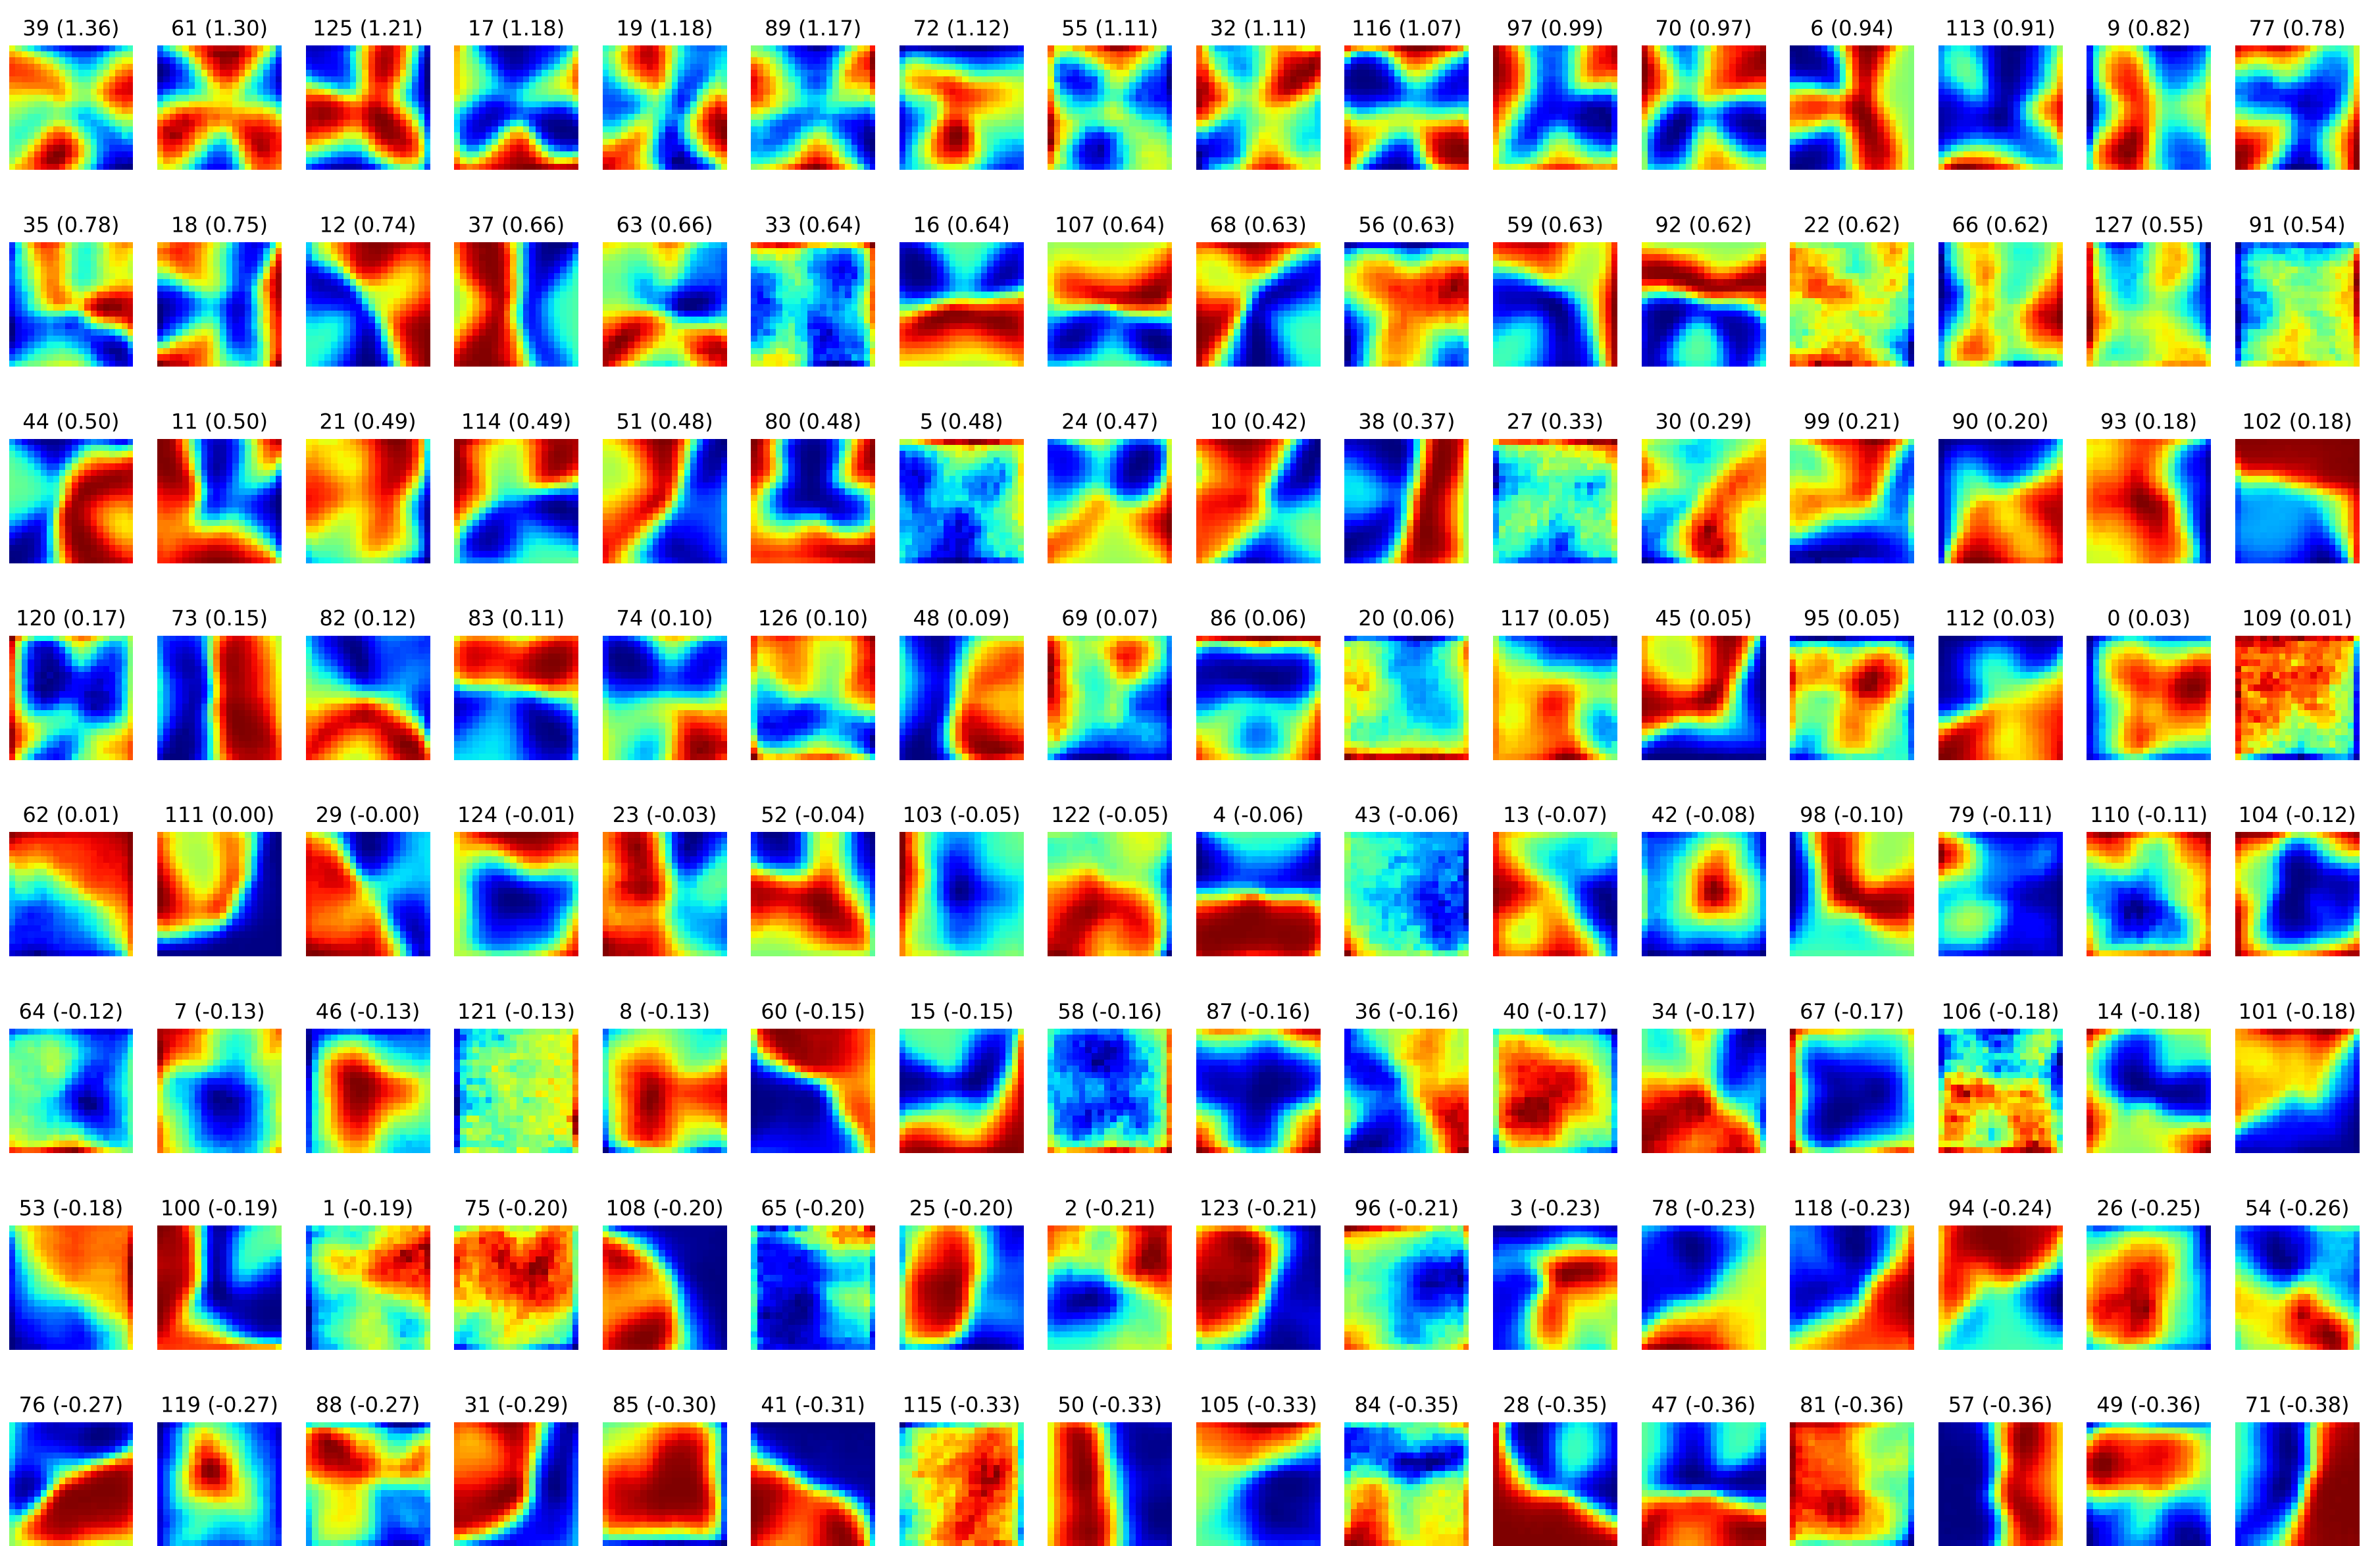 39 (1.36) 61 (1.30) 125 (1.21) 17 (1.18) 19 (1.18) 89 (1.17) 72 (1.12) 55 (1.11) 32 (1.11) 116 (1.07) 97 (0.99) 70 (0.97) 6 (0.94) 113 (0.91) 9 (0.82) 77 (0.78)
35 (0.78) 18 (0.75) 12 (0.74) 37 (0.66) 63 (0.66) 33 (0.64) 16 (0.64) 107 (0.64) 68 (0.63) 56 (0.63) 59 (0.63) 92 (0.62) 22 (0.62) 66 (0.62) 127 (0.55) 91 (0.54)
44 (0.50) 11 (0.50) 21 (0.49) 114 (0.49) 51 (0.48) 80 (0.48) 5 (0.48) 24 (0.47) 10 (0.42) 38 (0.37) 27 (0.33) 30 (0.29) 99 (0.21) 90 (0.20) 93 (0.18) 102 (0.18)
120 (0.17) 73 (0.15) 82 (0.12) 83 (0.11) 74 (0.10) 126 (0.10) 48 (0.09) 69 (0.07) 86 (0.06) 20 (0.06) 117 (0.05) 45 (0.05) 95 (0.05) 112 (0.03) 0 (0.03) 109 (0.01)
62 (0.01) 111 (0.00) 29 (-0.00) 124 (-0.01) 23 (-0.03) 52 (-0.04) 103 (-0.05) 122 (-0.05) 4 (-0.06) 43 (-0.06) 13 (-0.07) 42 (-0.08) 98 (-0.10) 79 (-0.11) 110 (-0.11) 104 (-0.12)
64 (-0.12) 7 (-0.13) 46 (-0.13) 121 (-0.13) 8 (-0.13) 60 (-0.15) 15 (-0.15) 58 (-0.16) 87 (-0.16) 36 (-0.16) 40 (-0.17) 34 (-0.17) 67 (-0.17) 106 (-0.18) 14 (-0.18) 101 (-0.18)
53 (-0.18) 100 (-0.19) 1 (-0.19) 75 (-0.20) 108 (-0.20) 65 (-0.20) 25 (-0.20) 2 (-0.21) 123 (-0.21) 96 (-0.21) 3 (-0.23) 78 (-0.23) 118 (-0.23) 94 (-0.24) 26 (-0.25) 54 (-0.26)
76 (-0.27) 119 (-0.27) 88 (-0.27) 31 (-0.29) 85 (-0.30) 41 (-0.31) 115 (-0.33) 50 (-0.33) 105 (-0.33) 84 (-0.35) 28 (-0.35) 47 (-0.36) 81 (-0.36) 57 (-0.36) 49 (-0.36) 71 (-0.38)